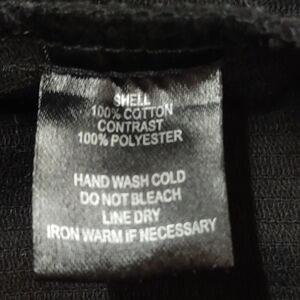 SHELL
100% COTTON
CONTRAST
100% POLYESTER
HAND WASH COLD
DO NOT BLEACH
LINE DRY
IRON WARM IF NECESSARY